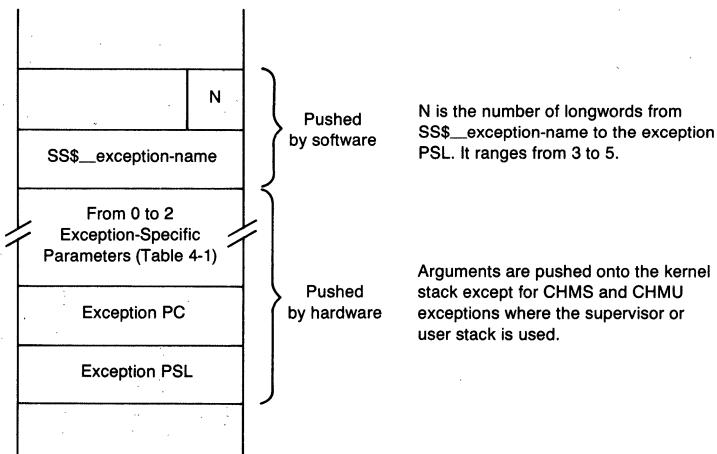 N
SS$__exception-name
From 0 to 2
Exception-Specific
Parameters (Table 4-1)
Exception PC
Exception PSL
Pushed
by software
Pushed
by hardware
N is the number of longwords from
SS$__exception-name to the exception
PSL. It ranges from 3 to 5.
Arguments are pushed onto the kernel
stack except for CHMS and CHMU
exceptions where the supervisor or
user stack is used.